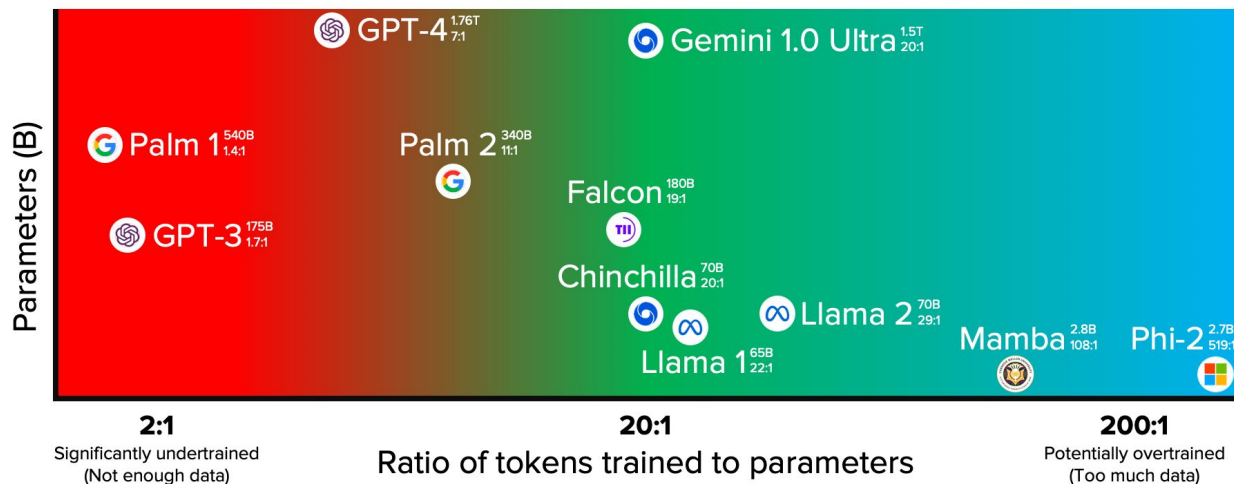 GPT-4 1.76T
7:1
Gemini 1.0 Ultra 1.5T
20:1
Palm 1 540B
1.4:1
Palm 2 340B
11:1
Falcon 180B
19:1
TII
GPT-3 175B
1.7:1
Chinchilla 70B
20:1
Llama 2 70B
29:1
Llama 1 65B
22:1
Mamba 2.8B
108:1
Phi-2 2.7B
519:1
Parameters (B)
2:1
Significantly undertrained
(Not enough data)
20:1
Ratio of tokens trained to parameters
200:1
Potentially overtrained
(Too much data)